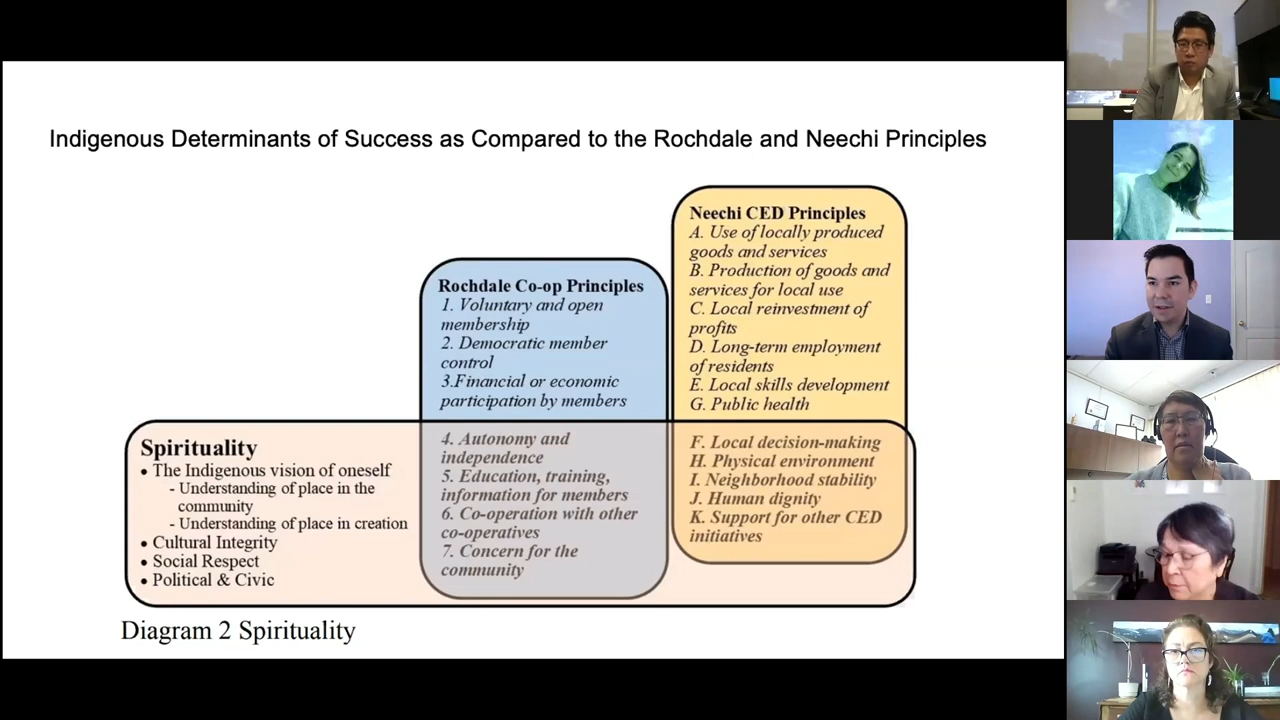 Indigenous Determinants of Success as Compared to the Rochdale and Neechi Principles
Neechi CED Principles
A. Use of locally produced
goods and services
B. Production of goods and
services for local use
C. Local reinvestment of
profits
D. Long-term employment
of residents
E. Local skills development
G. Public health
F. Local decision-making
H. Physical environment
I. Neighborhood stability
J. Human dignity
K. Support for other CED
initiatives
Rochdale Co-op Principles
1. Voluntary and open
membership
2. Democratic member
control
3.Financial or economic
participation by members
4. Autonomy and
independence
5. Education, training,
information for members
6. Co-operation with other
co-operatives
7. Concern for the
community
Spirituality
• The Indigenous vision of oneself
- Understanding of place in the
community
- Understanding of place in creation
• Cultural Integrity
• Social Respect
• Political & Civic
Diagram 2 Spirituality